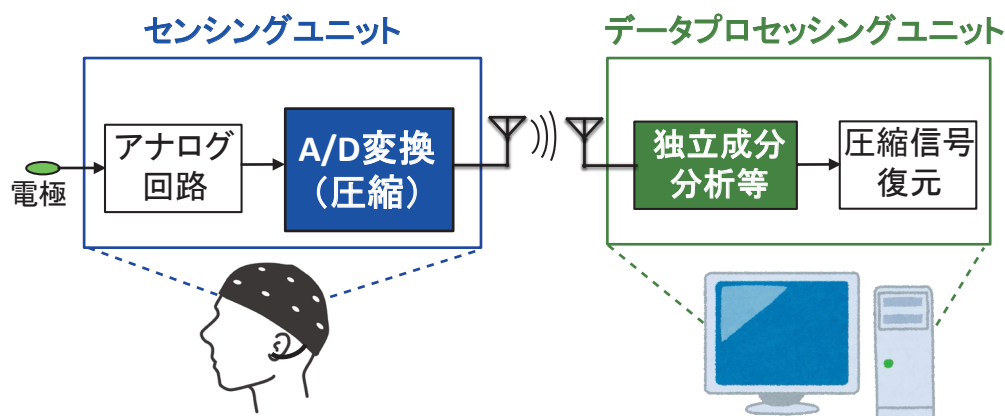 センシングユニット
データプロセッシングユニット
電極
アナログ
回路
A/D変換
（圧縮）
独立成分
分析等
圧縮信号
復元